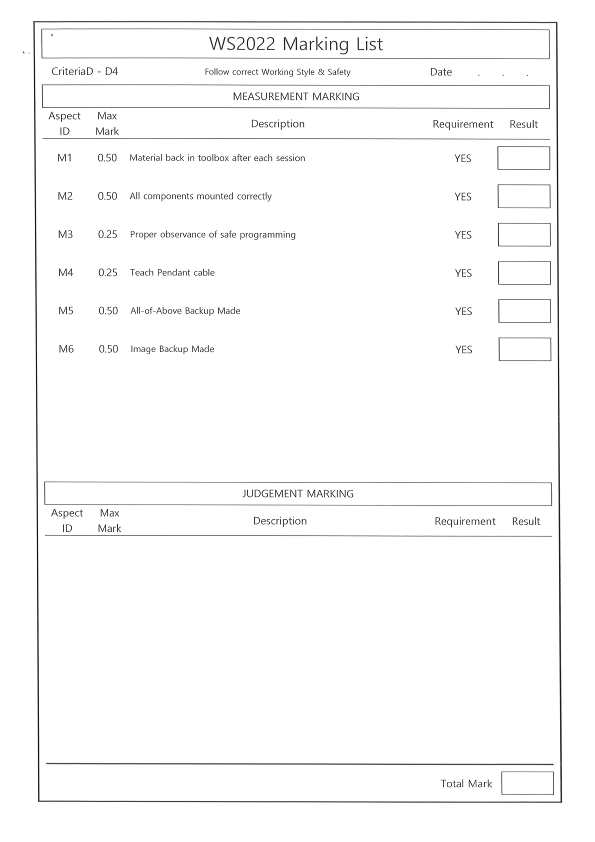 WS2022 Marking List
CriteriaD - D4 Follow correct Working Style & Safety Date . . .
MEASUREMENT MARKING
Aspect ID Max Mark Description Requirement Result
M1 0.50 Material back in toolbox after each session YES
M2 0.50 All components mounted correctly YES
M3 0.25 Proper observance of safe programming YES
M4 0.25 Teach Pendant cable YES
M5 0.50 All-of-Above Backup Made YES
M6 0.50 Image Backup Made YES
JUDGEMENT MARKING
Aspect ID Max Mark Description Requirement Result
Total Mark